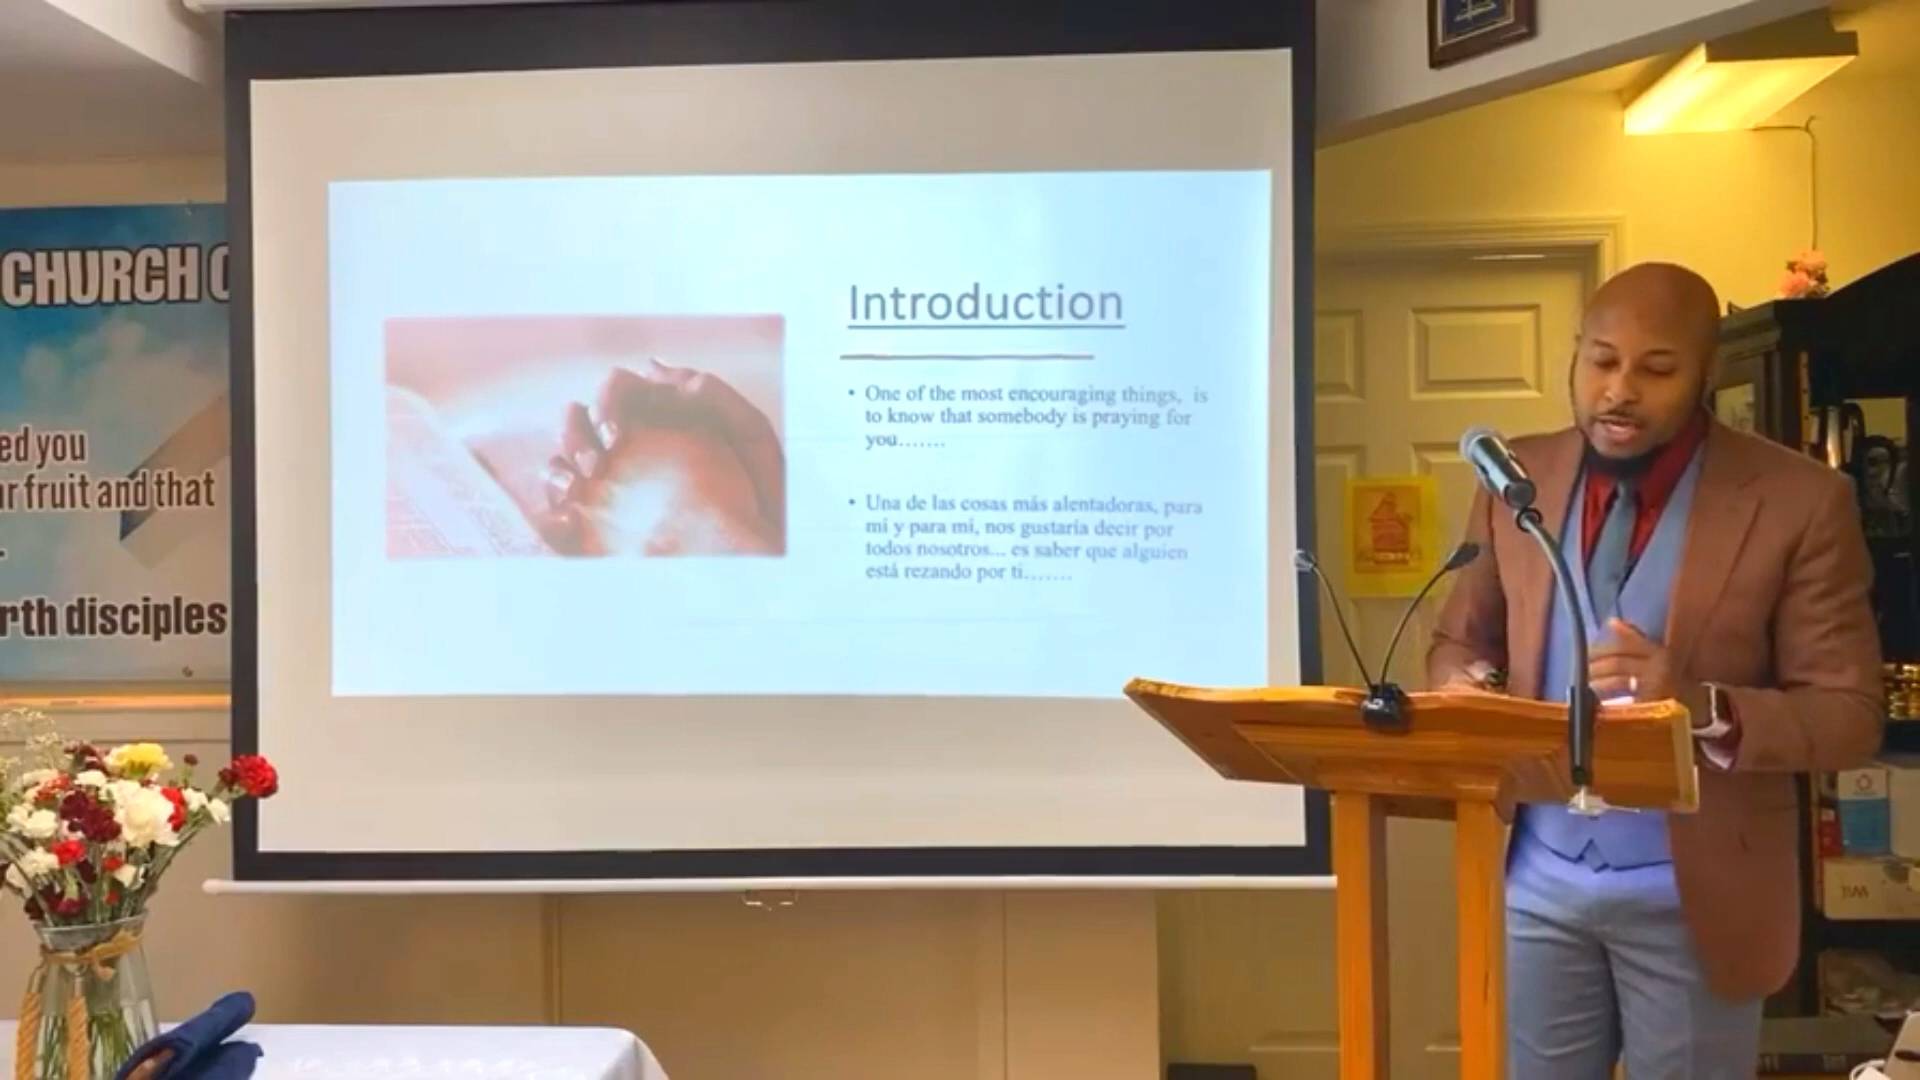 CHURCH
ed you
r fruit and that
rth disciples
Introduction
• One of the most encouraging things, is
to know that somebody is praying for
you.......
• Una de las cosas más alentadoras, para
mí y para mí, nos gustaría decir por
todos nosotros... es saber que alguien
está rezando por ti.......